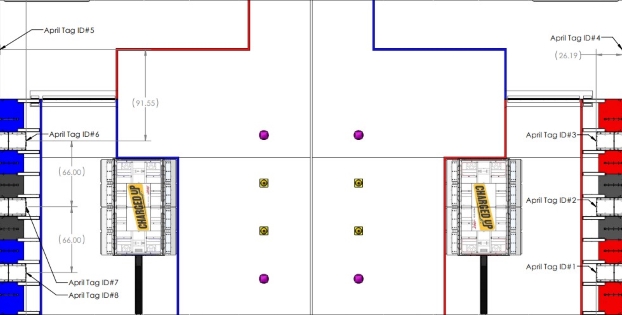 April Tag ID#5
April Tag ID#4
(26.19)
(91.55)
April Tag ID#6
April Tag ID#3
(66.00)
CHARGED UP
CHARGED UP
April Tag ID#2
(66.00)
April Tag ID#1
April Tag ID#7
April Tag ID#8